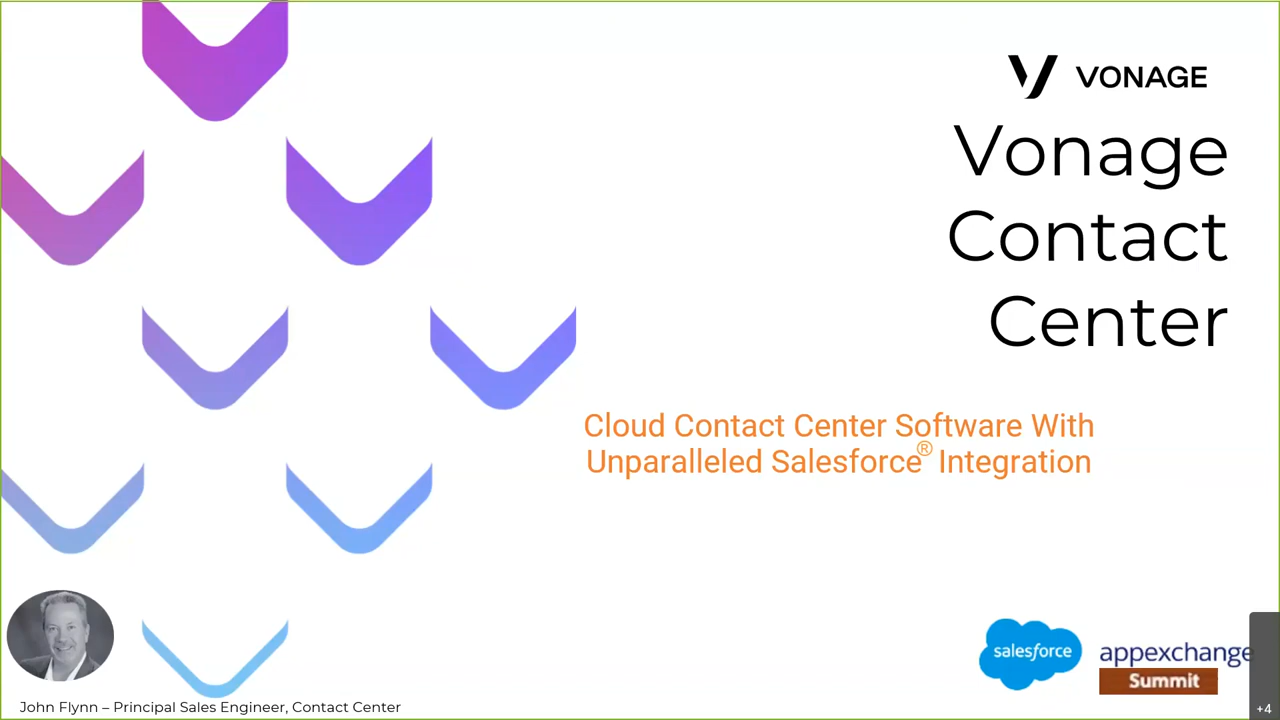 VONAGE
Vonage
Contact
Center
Cloud Contact Center Software With
Unparalleled Salesforce® Integration
salesforce
appexchange
Summit
John Flynn – Principal Sales Engineer, Contact Center
+4